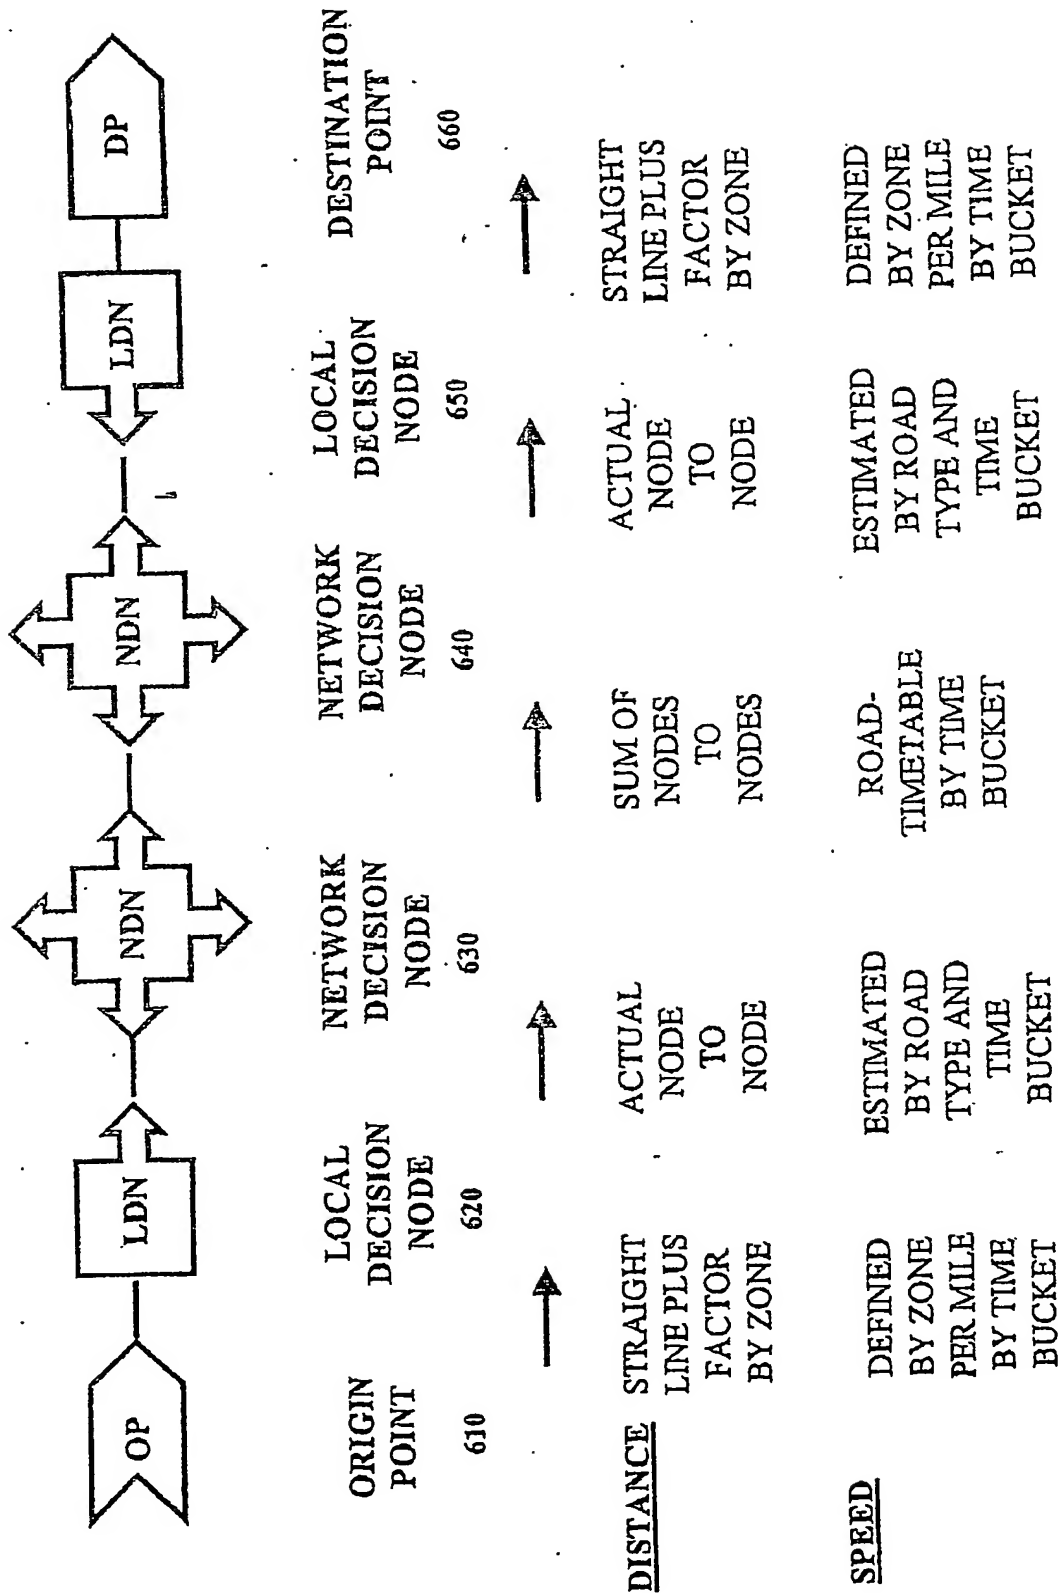 OP
LDN
NDN
NDN
LDN
DP
ORIGIN
POINT
610
LOCAL
DECISION
NODE
620
NETWORK
DECISION
NODE
630
NETWORK
DECISION
NODE
640
LOCAL
DECISION
NODE
650
DESTINATION
POINT
660
DISTANCE
STRAIGHT
LINE PLUS
FACTOR
BY ZONE
ACTUAL
NODE
TO
NODE
SUM OF
NODES
TO
NODES
ACTUAL
NODE
TO
NODE
STRAIGHT
LINE PLUS
FACTOR
BY ZONE
SPEED
DEFINED
BY ZONE
PER MILE
BY TIME
BUCKET
ESTIMATED
BY ROAD
TYPE AND
TIME
BUCKET
ROAD-
TIMETABLE
BY TIME
BUCKET
ESTIMATED
BY ROAD
TYPE AND
TIME
BUCKET
DEFINED
BY ZONE
PER MILE
BY TIME
BUCKET